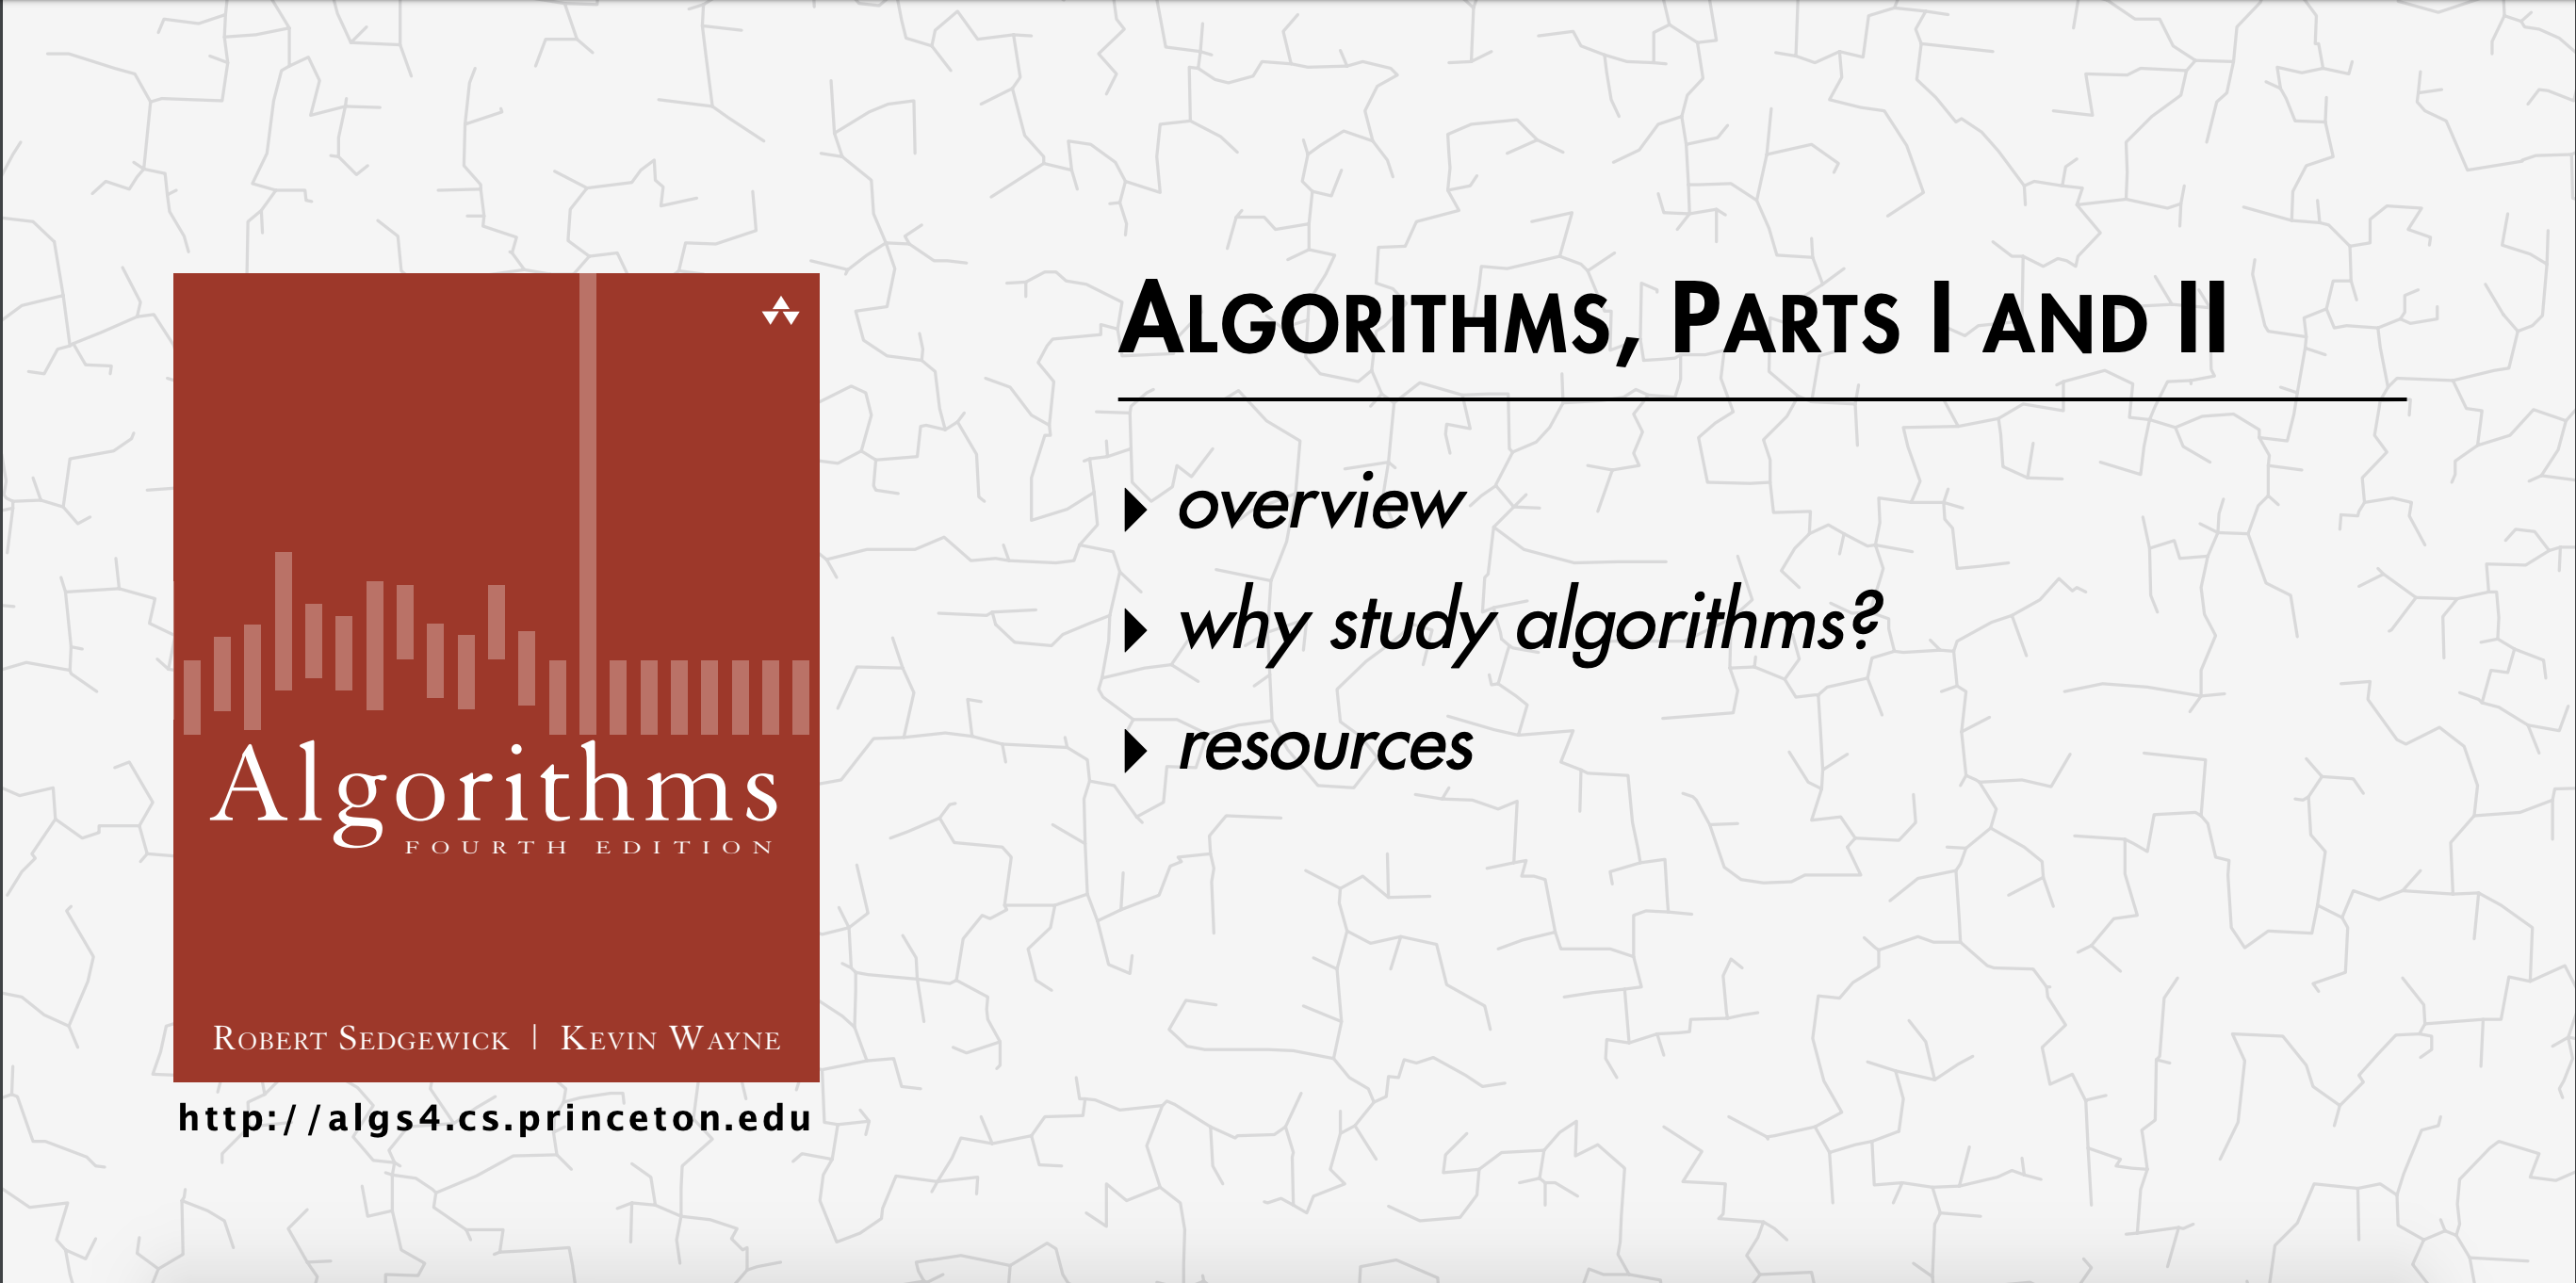 Algorithms
FOURTH EDITION
ROBERT SEDGEWICK | KEVIN WAYNE
http://algs4.cs.princeton.edu
ALGORITHMS, PARTS I AND II
▸ overview
▸ why study algorithms?
▸ resources